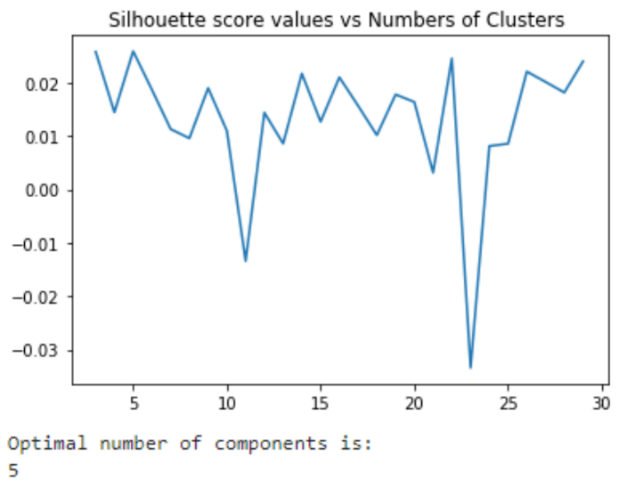 Silhouette score values vs Numbers of Clusters
0.02
0.01
0.00
−0.01
−0.02
−0.03
5 10 15 20 25 30
Optimal number of components is:
5